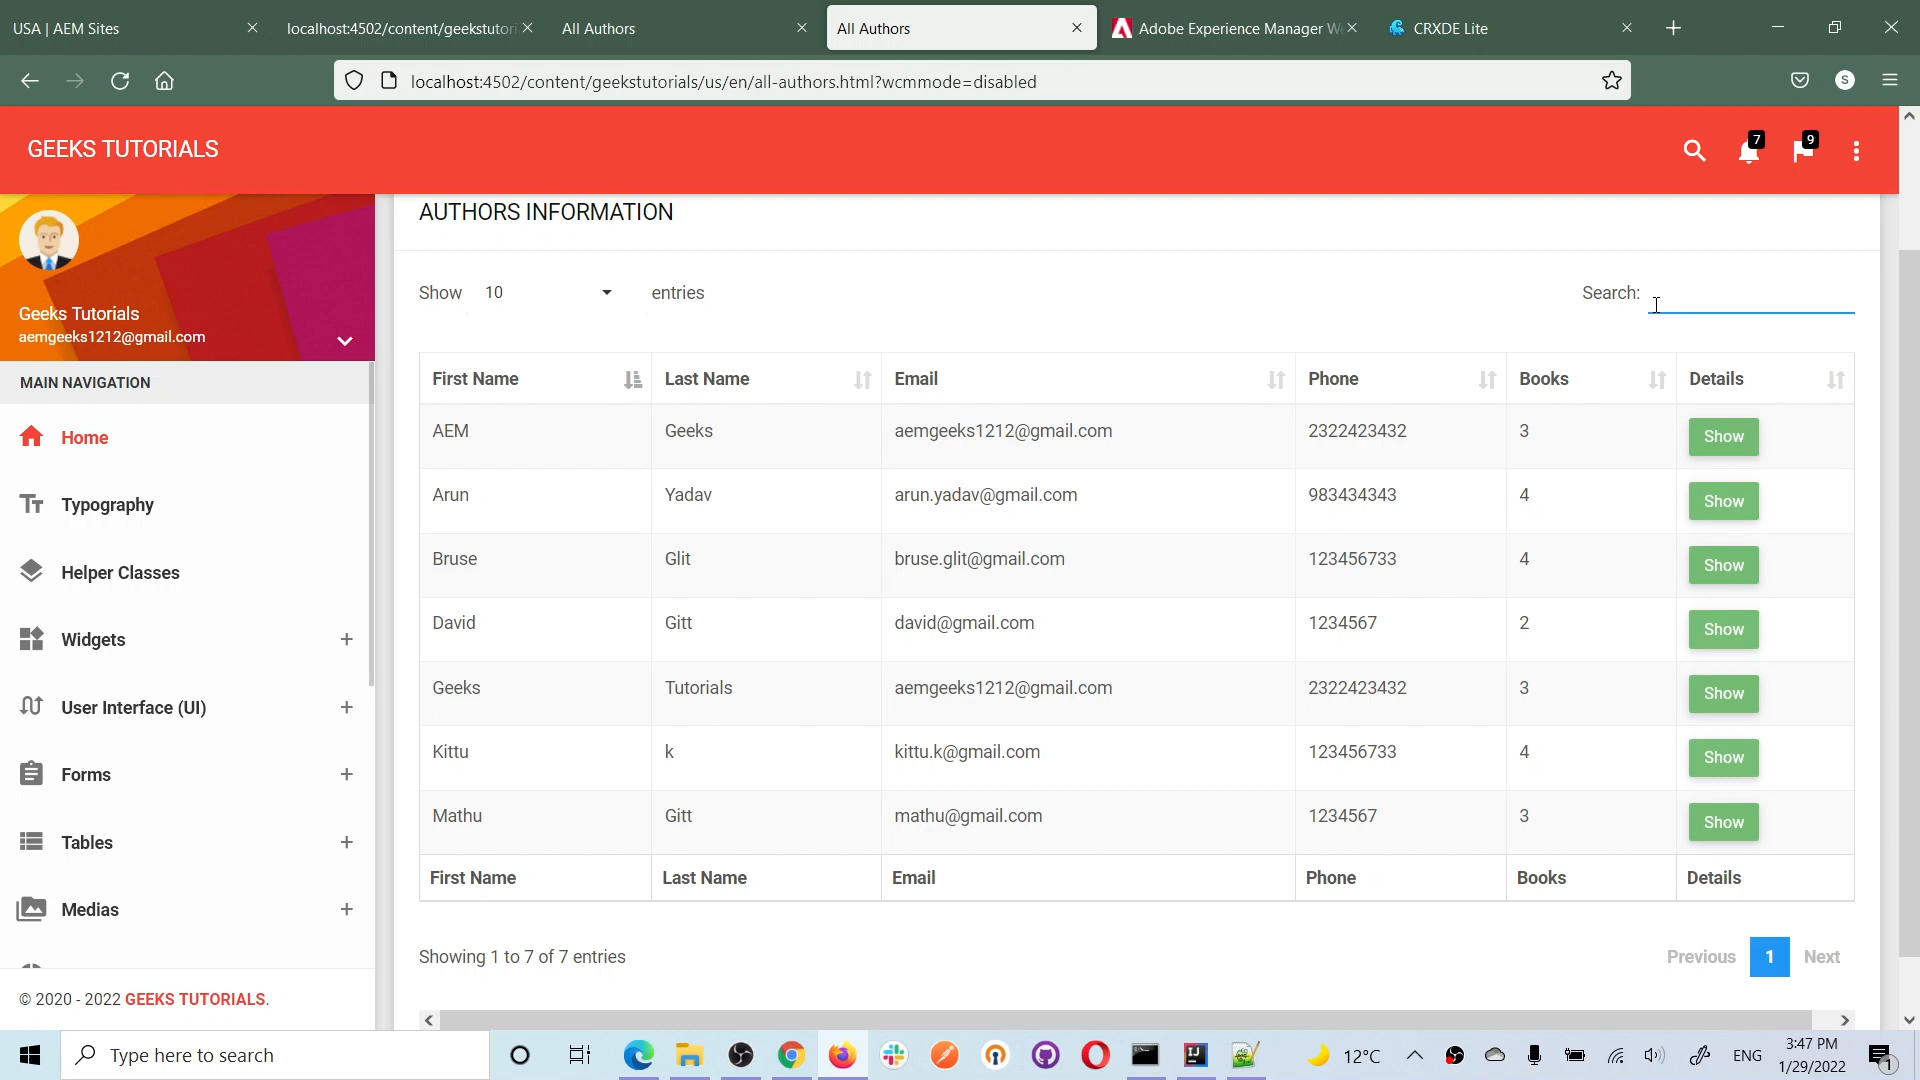 USA | AEM Sites
localhost:4502/content/geekstutori
All Authors
All Authors
Adobe Experience Manager W
CRXDE Lite
localhost:4502/content/geekstutorials/us/en/all-authors.html?wcmmode=disabled
S
GEEKS TUTORIALS
7
9
Geeks Tutorials
aemgeeks1212@gmail.com
MAIN NAVIGATION
Home
Typography
Helper Classes
Widgets +
User Interface (UI) +
Forms +
Tables +
Medias +
© 2020 - 2022 GEEKS TUTORIALS.
AUTHORS INFORMATION
Show 10 entries
Search:
First Name Last Name Email Phone Books Details
AEM Geeks aemgeeks1212@gmail.com 2322423432 3 Show
Arun Yadav arun.yadav@gmail.com 983434343 4 Show
Bruse Glit bruse.glit@gmail.com 123456733 4 Show
David Gitt david@gmail.com 1234567 2 Show
Geeks Tutorials aemgeeks1212@gmail.com 2322423432 3 Show
Kittu k kittu.k@gmail.com 123456733 4 Show
Mathu Gitt mathu@gmail.com 1234567 3 Show
First Name Last Name Email Phone Books Details
Showing 1 to 7 of 7 entries
Previous 1 Next
Type here to search
12°C
ENG
3:47 PM
1/29/2022
1